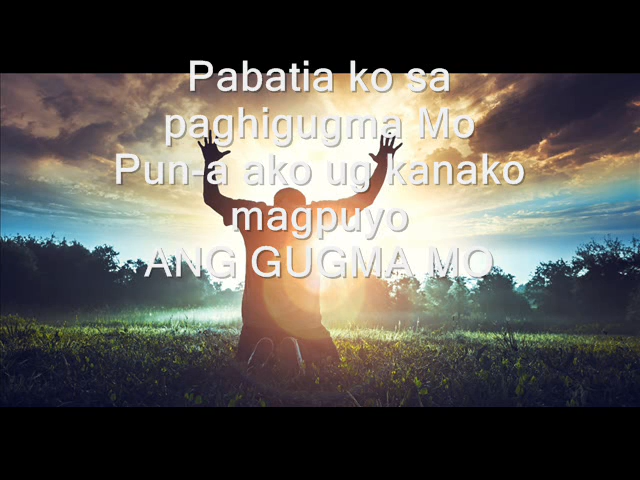 Pabatia ko sa
paghigugma Mo
Pun-a ako ug kanako
magpuyo
ANG GUGMA MO